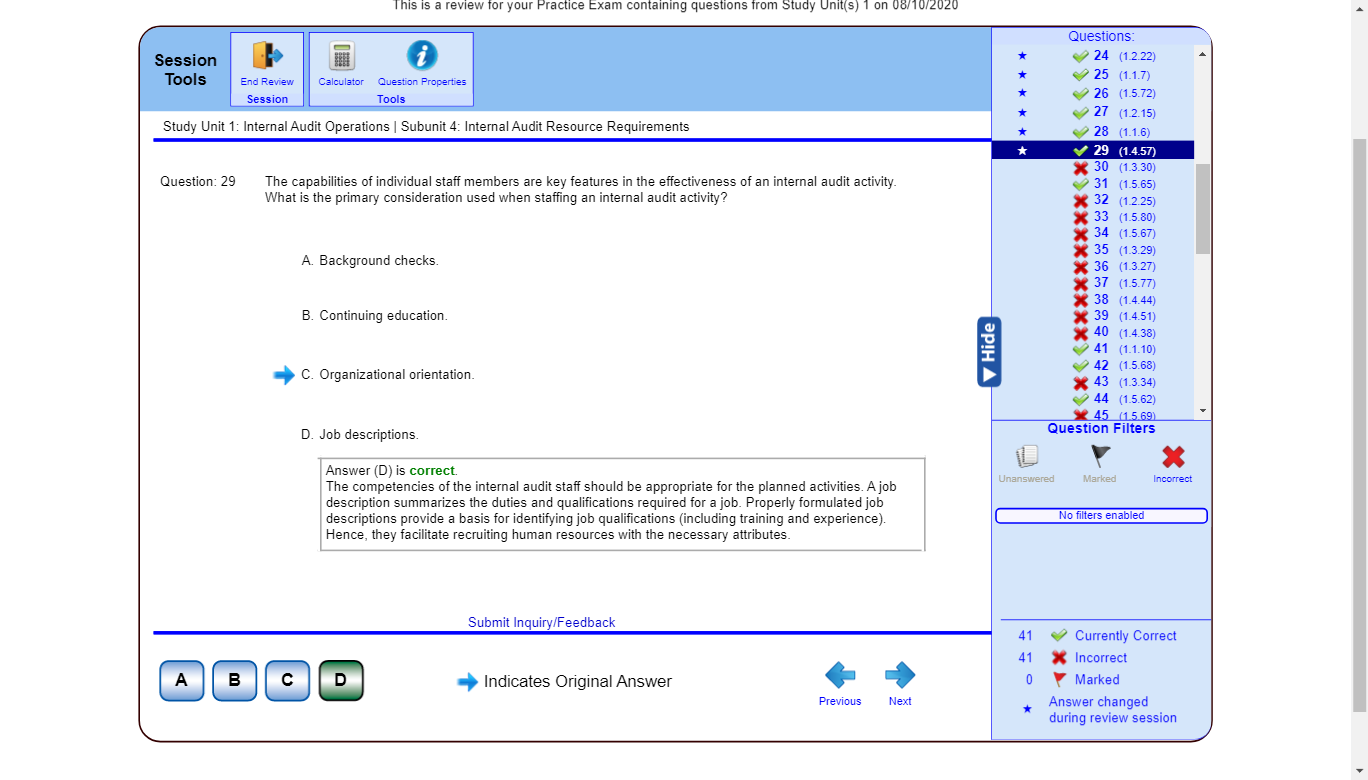 This is a review for your Practice Exam containing questions from Study Unit(s) 1 on 08/10/2020
Session
Tools
End Review
Session
Calculator
Question Properties
Tools
Study Unit 1: Internal Audit Operations | Subunit 4: Internal Audit Resource Requirements
Question: 29
The capabilities of individual staff members are key features in the effectiveness of an internal audit activity.
What is the primary consideration used when staffing an internal audit activity?
A. Background checks.
B. Continuing education.
C. Organizational orientation.
D. Job descriptions.
Answer (D) is correct.
The competencies of the internal audit staff should be appropriate for the planned activities. A job
description summarizes the duties and qualifications required for a job. Properly formulated job
descriptions provide a basis for identifying job qualifications (including training and experience).
Hence, they facilitate recruiting human resources with the necessary attributes.
Submit Inquiry/Feedback
A
B
C
D
Indicates Original Answer
Previous
Next
Hide
Questions:
24 (1.2.22)
25 (1.1.7)
26 (1.5.72)
27 (1.2.15)
28 (1.1.6)
29 (1.4.57)
30 (1.3.30)
31 (1.5.65)
32 (1.2.25)
33 (1.5.80)
34 (1.5.67)
35 (1.3.29)
36 (1.3.27)
37 (1.5.77)
38 (1.4.44)
39 (1.4.51)
40 (1.4.38)
41 (1.1.10)
42 (1.5.68)
43 (1.3.34)
44 (1.5.62)
45 (1.5.69)
Question Filters
Unanswered
Marked
Incorrect
No filters enabled
41 Currently Correct
41 Incorrect
0 Marked
Answer changed
during review session